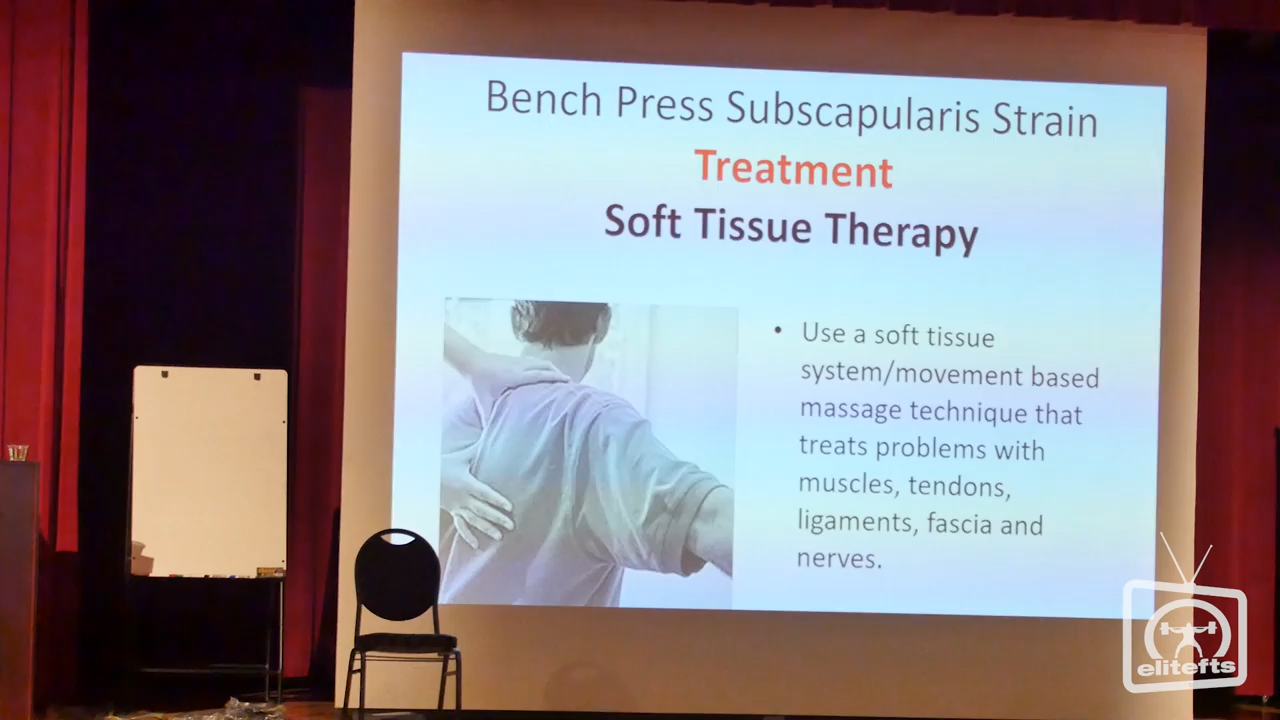 Bench Press Subscapularis Strain
Treatment
Soft Tissue Therapy
• Use a soft tissue
system/movement based
massage technique that
treats problems with
muscles, tendons,
ligaments, fascia and
nerves.
elitefts